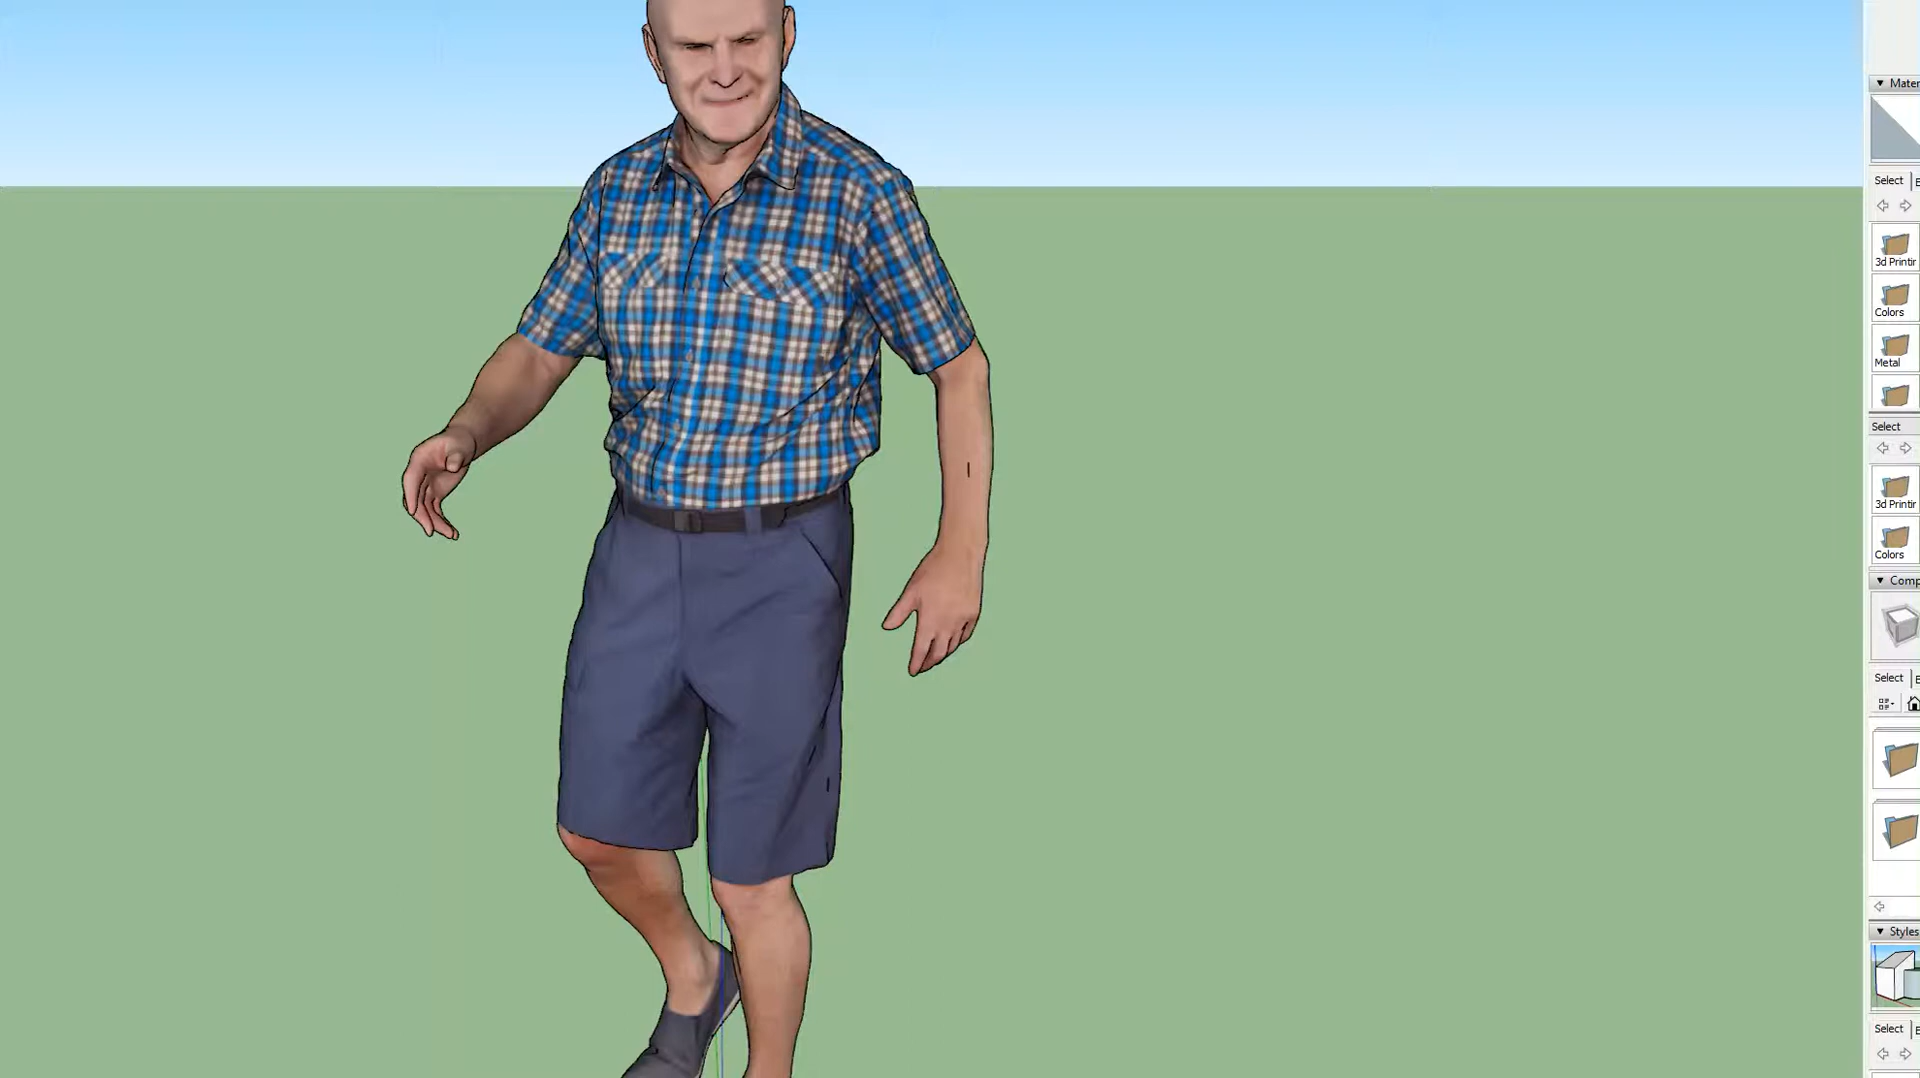 Mater
Select
3d Printir
Colors
Metal
Select
3d Printir
Colors
Comp
Select
Styles
Select